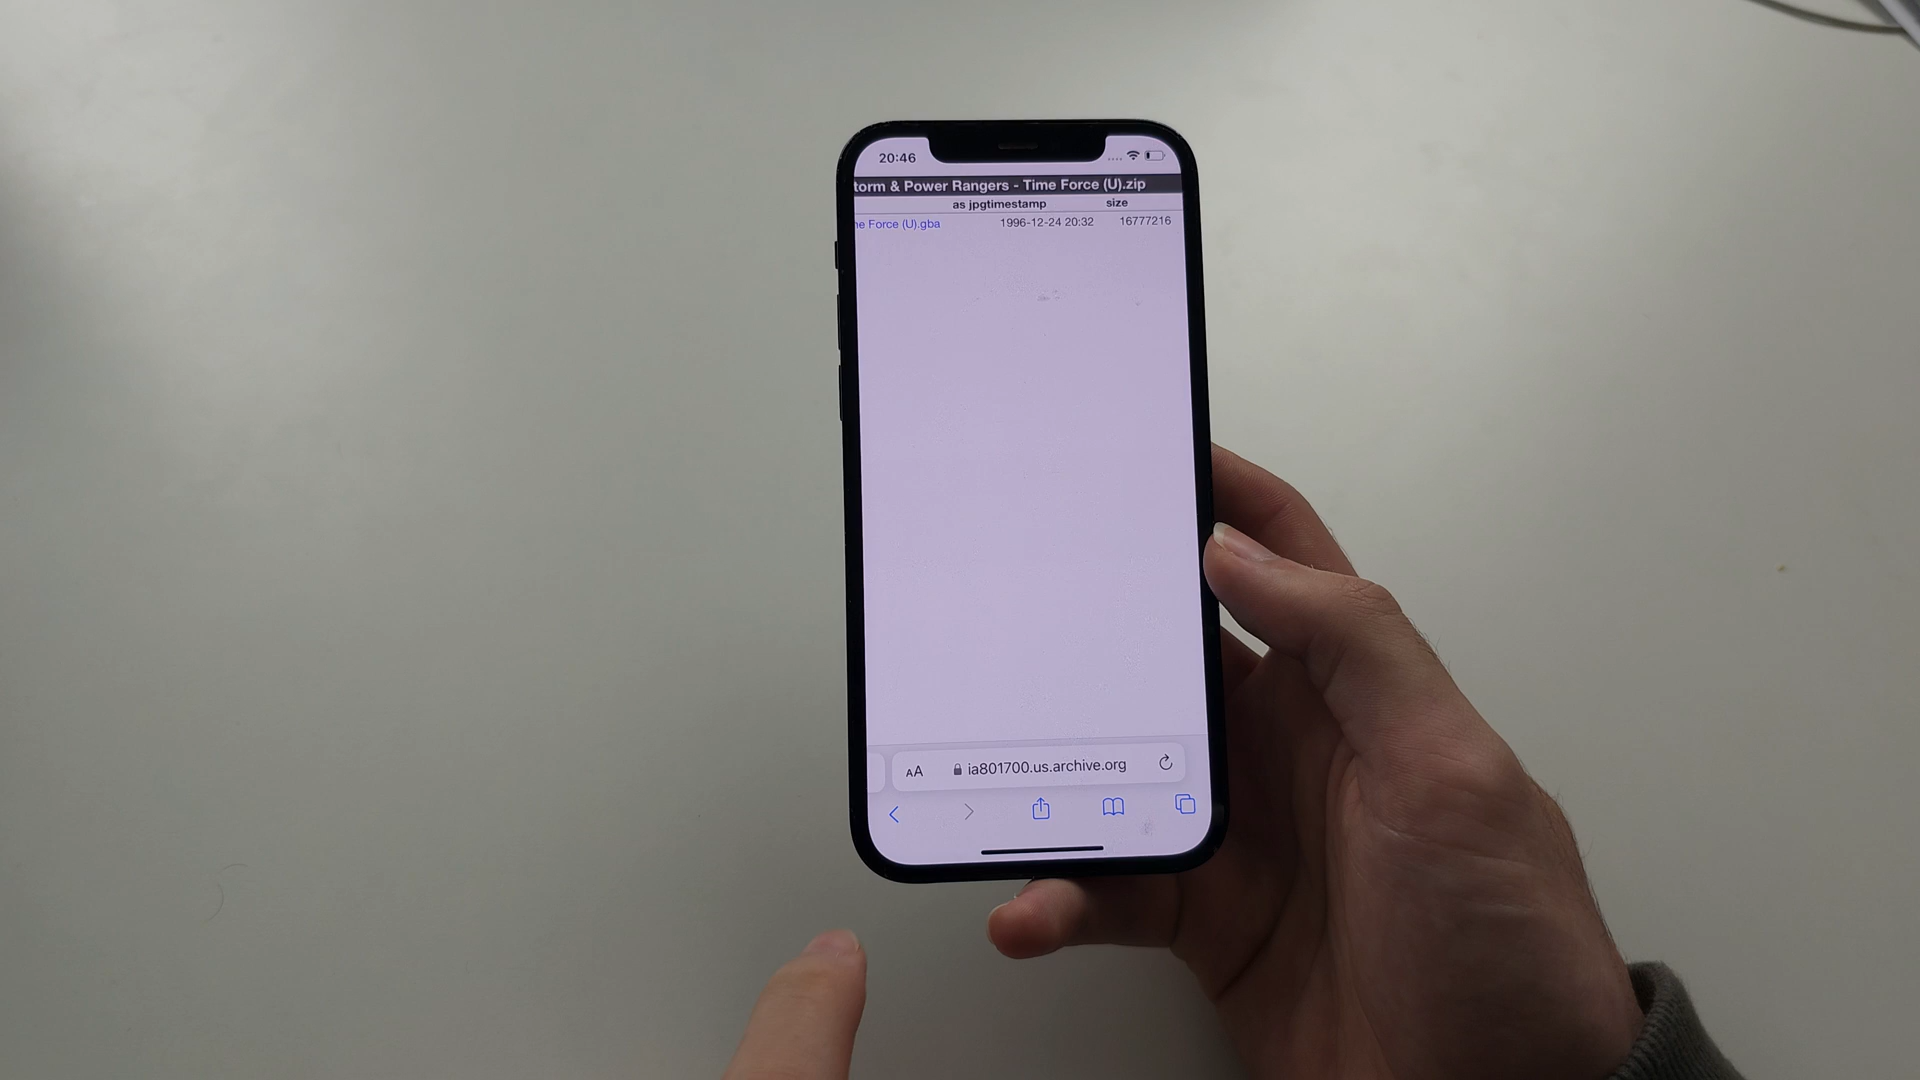 20:46
torm & Power Rangers - Time Force (U).zip
as jpgtimestamp size
ne Force (U).gba 1996-12-24 20:32 16777216
AA ia801700.us.archive.org